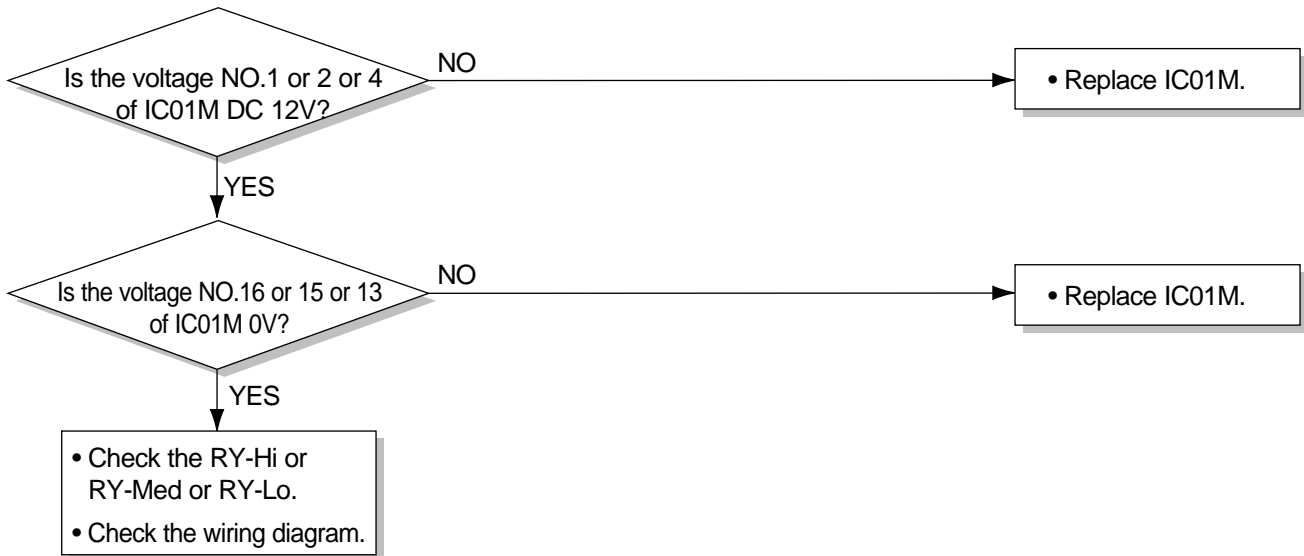 Is the voltage NO.1 or 2 or 4
of IC01M DC 12V?
NO
• Replace IC01M.
YES
Is the voltage NO.16 or 15 or 13
of IC01M 0V?
NO
• Replace IC01M.
YES
• Check the RY-Hi or
RY-Med or RY-Lo.
• Check the wiring diagram.